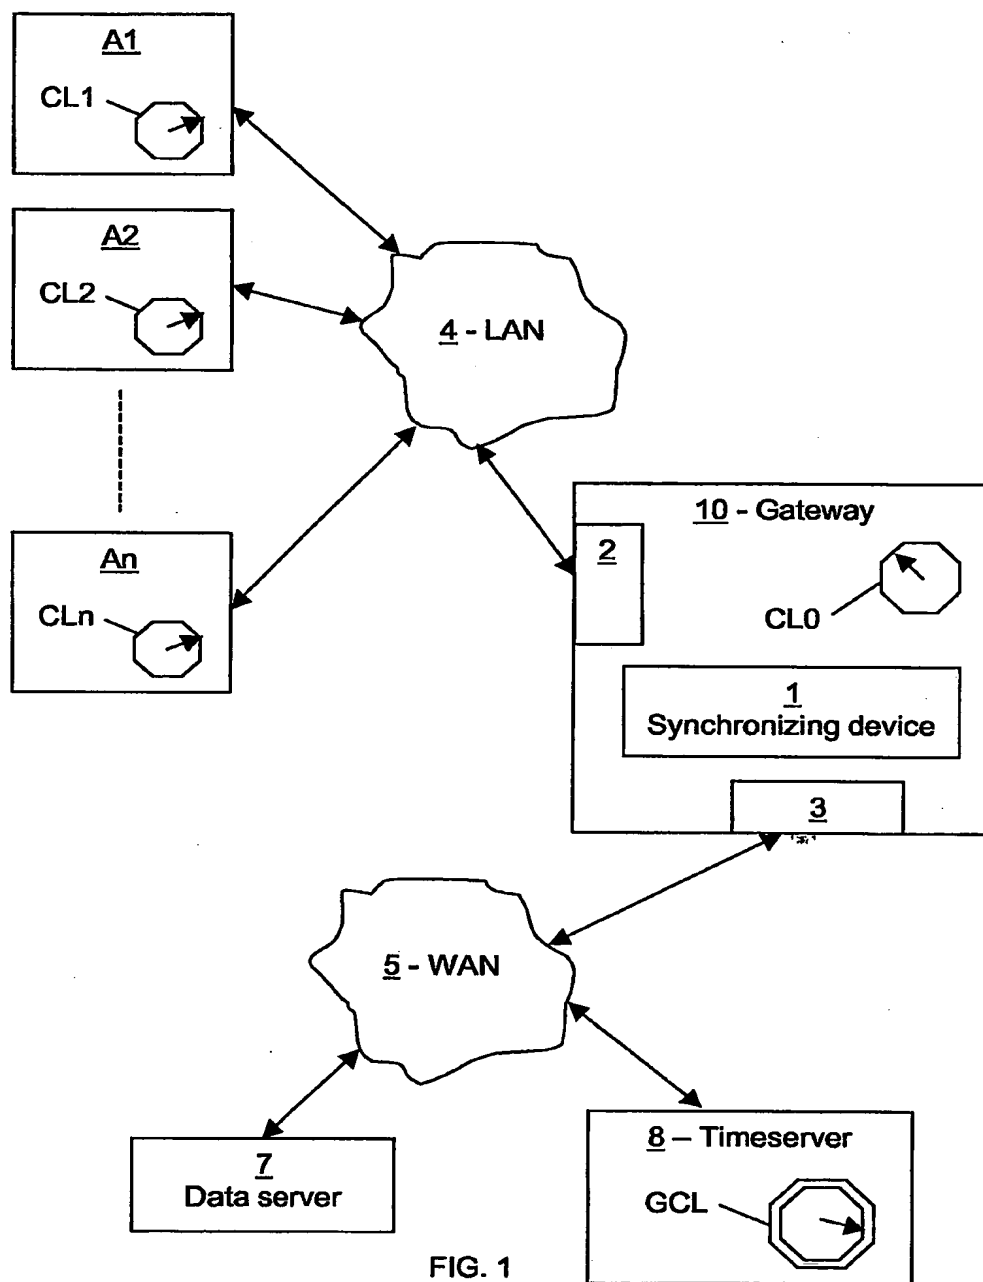 A1
CL1
A2
CL2
4 - LAN
An
CLn
10 - Gateway
2
CL0
1
Synchronizing device
3
5 - WAN
7
Data server
8 – Timeserver
GCL
FIG. 1